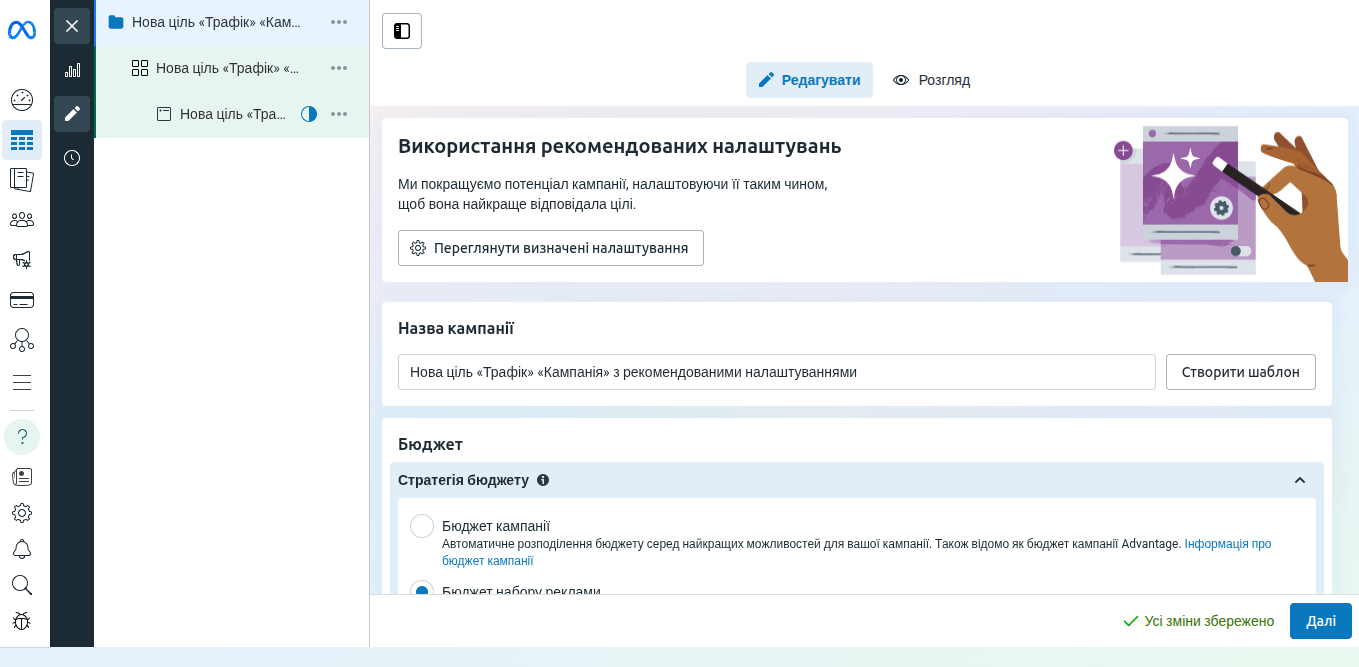 Нова ціль «Трафік» «Кам...
Нова ціль «Трафік» «...
Нова ціль «Тра...
Редагувати
Розгляд
Використання рекомендованих налаштувань
Ми покращуємо потенціал кампанії, налаштовуючи її таким чином,
щоб вона найкраще відповідала цілі.
Переглянути визначені налаштування
Назва кампанії
Нова ціль «Трафік» «Кампанія» з рекомендованими налаштуваннями
Створити шаблон
Бюджет
Стратегія бюджету
Бюджет кампанії
Автоматичне розподілення бюджету серед найкращих можливостей для вашої кампанії. Також відомо як бюджет кампанії Advantage. Інформація про
бюджет кампанії
Бюджет набору реклами
Усі зміни збережено
Далі